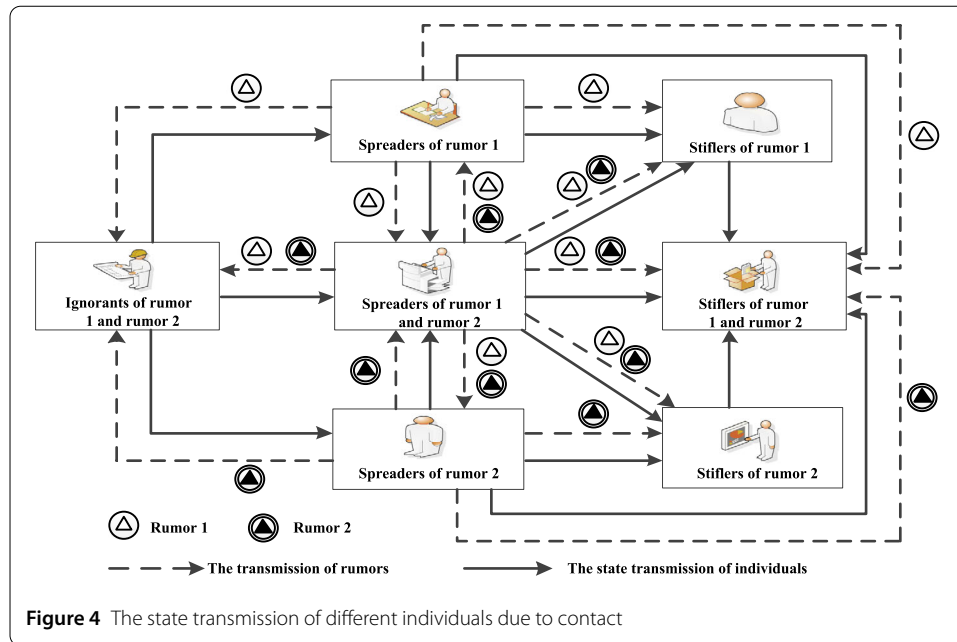 Spreaders of rumor 1
Stiflers of rumor 1
Ignorants of rumor
1 and rumor 2
Spreaders of rumor 1
and rumor 2
Stiflers of rumor
1 and rumor 2
Spreaders of rumor 2
Stiflers of rumor 2
Rumor 1
Rumor 2
The transmission of rumors
The state transmission of individuals
Figure 4 The state transmission of different individuals due to contact